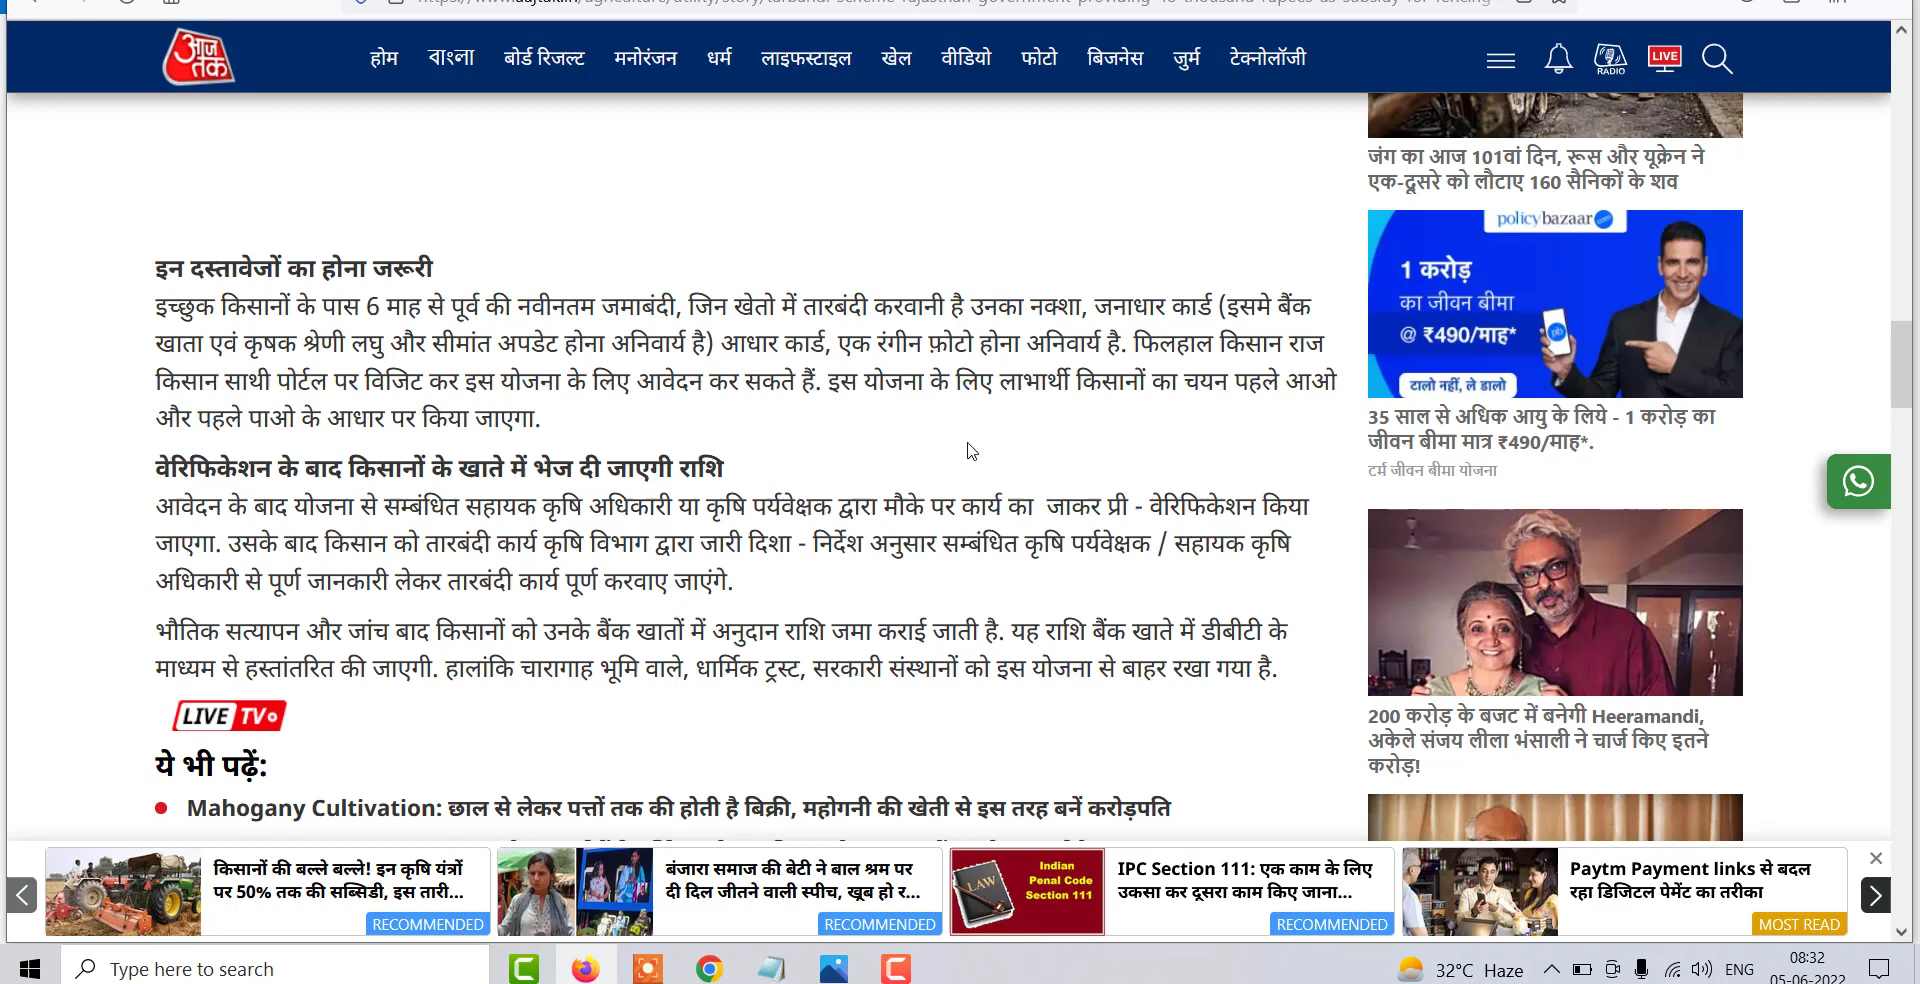 आज तक
होम বাংলা बोर्ड रिजल्ट मनोरंजन धर्म लाइफस्टाइल खेल वीडियो फोटो बिजनेस जुर्म टेक्नोलॉजी
RADIO
LIVE
इन दस्तावेजों का होना जरूरी
इच्छुक किसानों के पास 6 माह से पूर्व की नवीनतम जमाबंदी, जिन खेतो में तारबंदी करवानी है उनका नक्शा, जनाधार कार्ड (इसमे बैंक
खाता एवं कृषक श्रेणी लघु और सीमांत अपडेट होना अनिवार्य है) आधार कार्ड, एक रंगीन फ़ोटो होना अनिवार्य है. फिलहाल किसान राज
किसान साथी पोर्टल पर विजिट कर इस योजना के लिए आवेदन कर सकते हैं. इस योजना के लिए लाभार्थी किसानों का चयन पहले आओ
और पहले पाओ के आधार पर किया जाएगा.
वेरिफिकेशन के बाद किसानों के खाते में भेज दी जाएगी राशि
आवेदन के बाद योजना से सम्बंधित सहायक कृषि अधिकारी या कृषि पर्यवेक्षक द्वारा मौके पर कार्य का जाकर प्री - वेरिफिकेशन किया
जाएगा. उसके बाद किसान को तारबंदी कार्य कृषि विभाग द्वारा जारी दिशा - निर्देश अनुसार सम्बंधित कृषि पर्यवेक्षक / सहायक कृषि
अधिकारी से पूर्ण जानकारी लेकर तारबंदी कार्य पूर्ण करवाए जाएंगे.
भौतिक सत्यापन और जांच बाद किसानों को उनके बैंक खातों में अनुदान राशि जमा कराई जाती है. यह राशि बैंक खाते में डीबीटी के
माध्यम से हस्तांतरित की जाएगी. हालांकि चारागाह भूमि वाले, धार्मिक ट्रस्ट, सरकारी संस्थानों को इस योजना से बाहर रखा गया है.
LIVE TV
ये भी पढ़ें:
Mahogany Cultivation: छाल से लेकर पत्तों तक की होती है बिक्री, महोगनी की खेती से इस तरह बनें करोड़पति
जंग का आज 101वां दिन, रूस और यूक्रेन ने
एक-दूसरे को लौटाए 160 सैनिकों के शव
policybazaar
1 करोड़
का जीवन बीमा
@ ₹490/माह*
pb
टालो नहीं, ले डालो
35 साल से अधिक आयु के लिये - 1 करोड़ का
जीवन बीमा मात्र ₹490/माह*.
टर्म जीवन बीमा योजना
200 करोड़ के बजट में बनेगी Heeramandi,
अकेले संजय लीला भंसाली ने चार्ज किए इतने
करोड़!
किसानों की बल्ले बल्ले! इन कृषि यंत्रों
पर 50% तक की सब्सिडी, इस तारी...
RECOMMENDED
बंजारा समाज की बेटी ने बाल श्रम पर
दी दिल जीतने वाली स्पीच, खूब हो र...
RECOMMENDED
LAW
Indian
Penal Code
Section 111
IPC Section 111: एक काम के लिए
उकसा कर दूसरा काम किए जाना...
RECOMMENDED
Paytm Payment links से बदल
रहा डिजिटल पेमेंट का तरीका
MOST READ
Type here to search
32°C Haze
ENG
08:32
05-06-2022